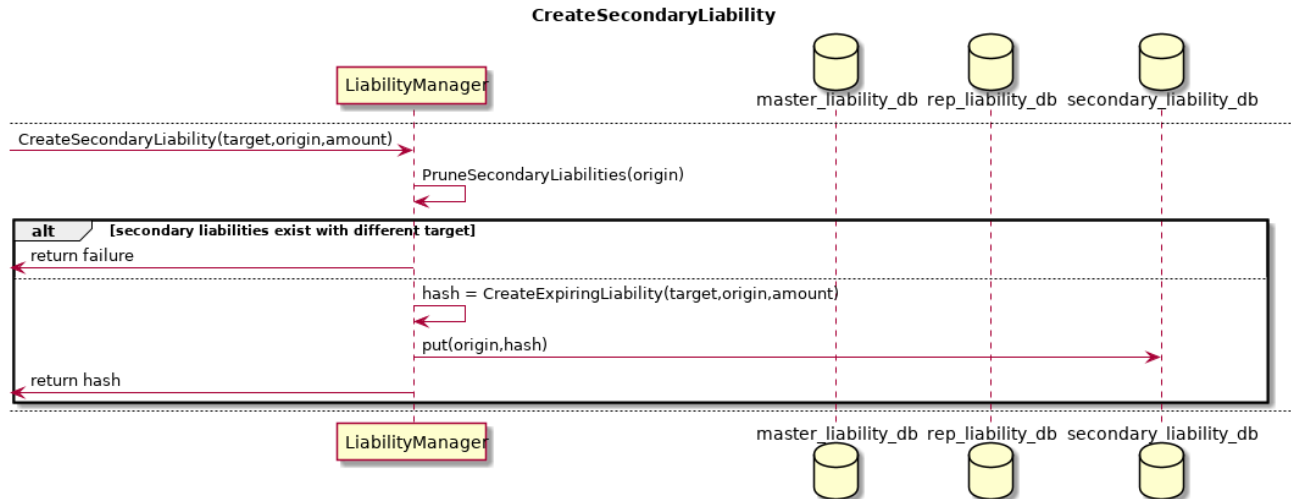 CreateSecondaryLiability
LiabilityManager
master_liability_db rep_liability_db secondary_liability_db
CreateSecondaryLiability(target,origin,amount)
PruneSecondaryLiabilities(origin)
alt [secondary liabilities exist with different target]
return failure
hash = CreateExpiringLiability(target,origin,amount)
put(origin,hash)
return hash
LiabilityManager
master_liability_db rep_liability_db secondary_liability_db